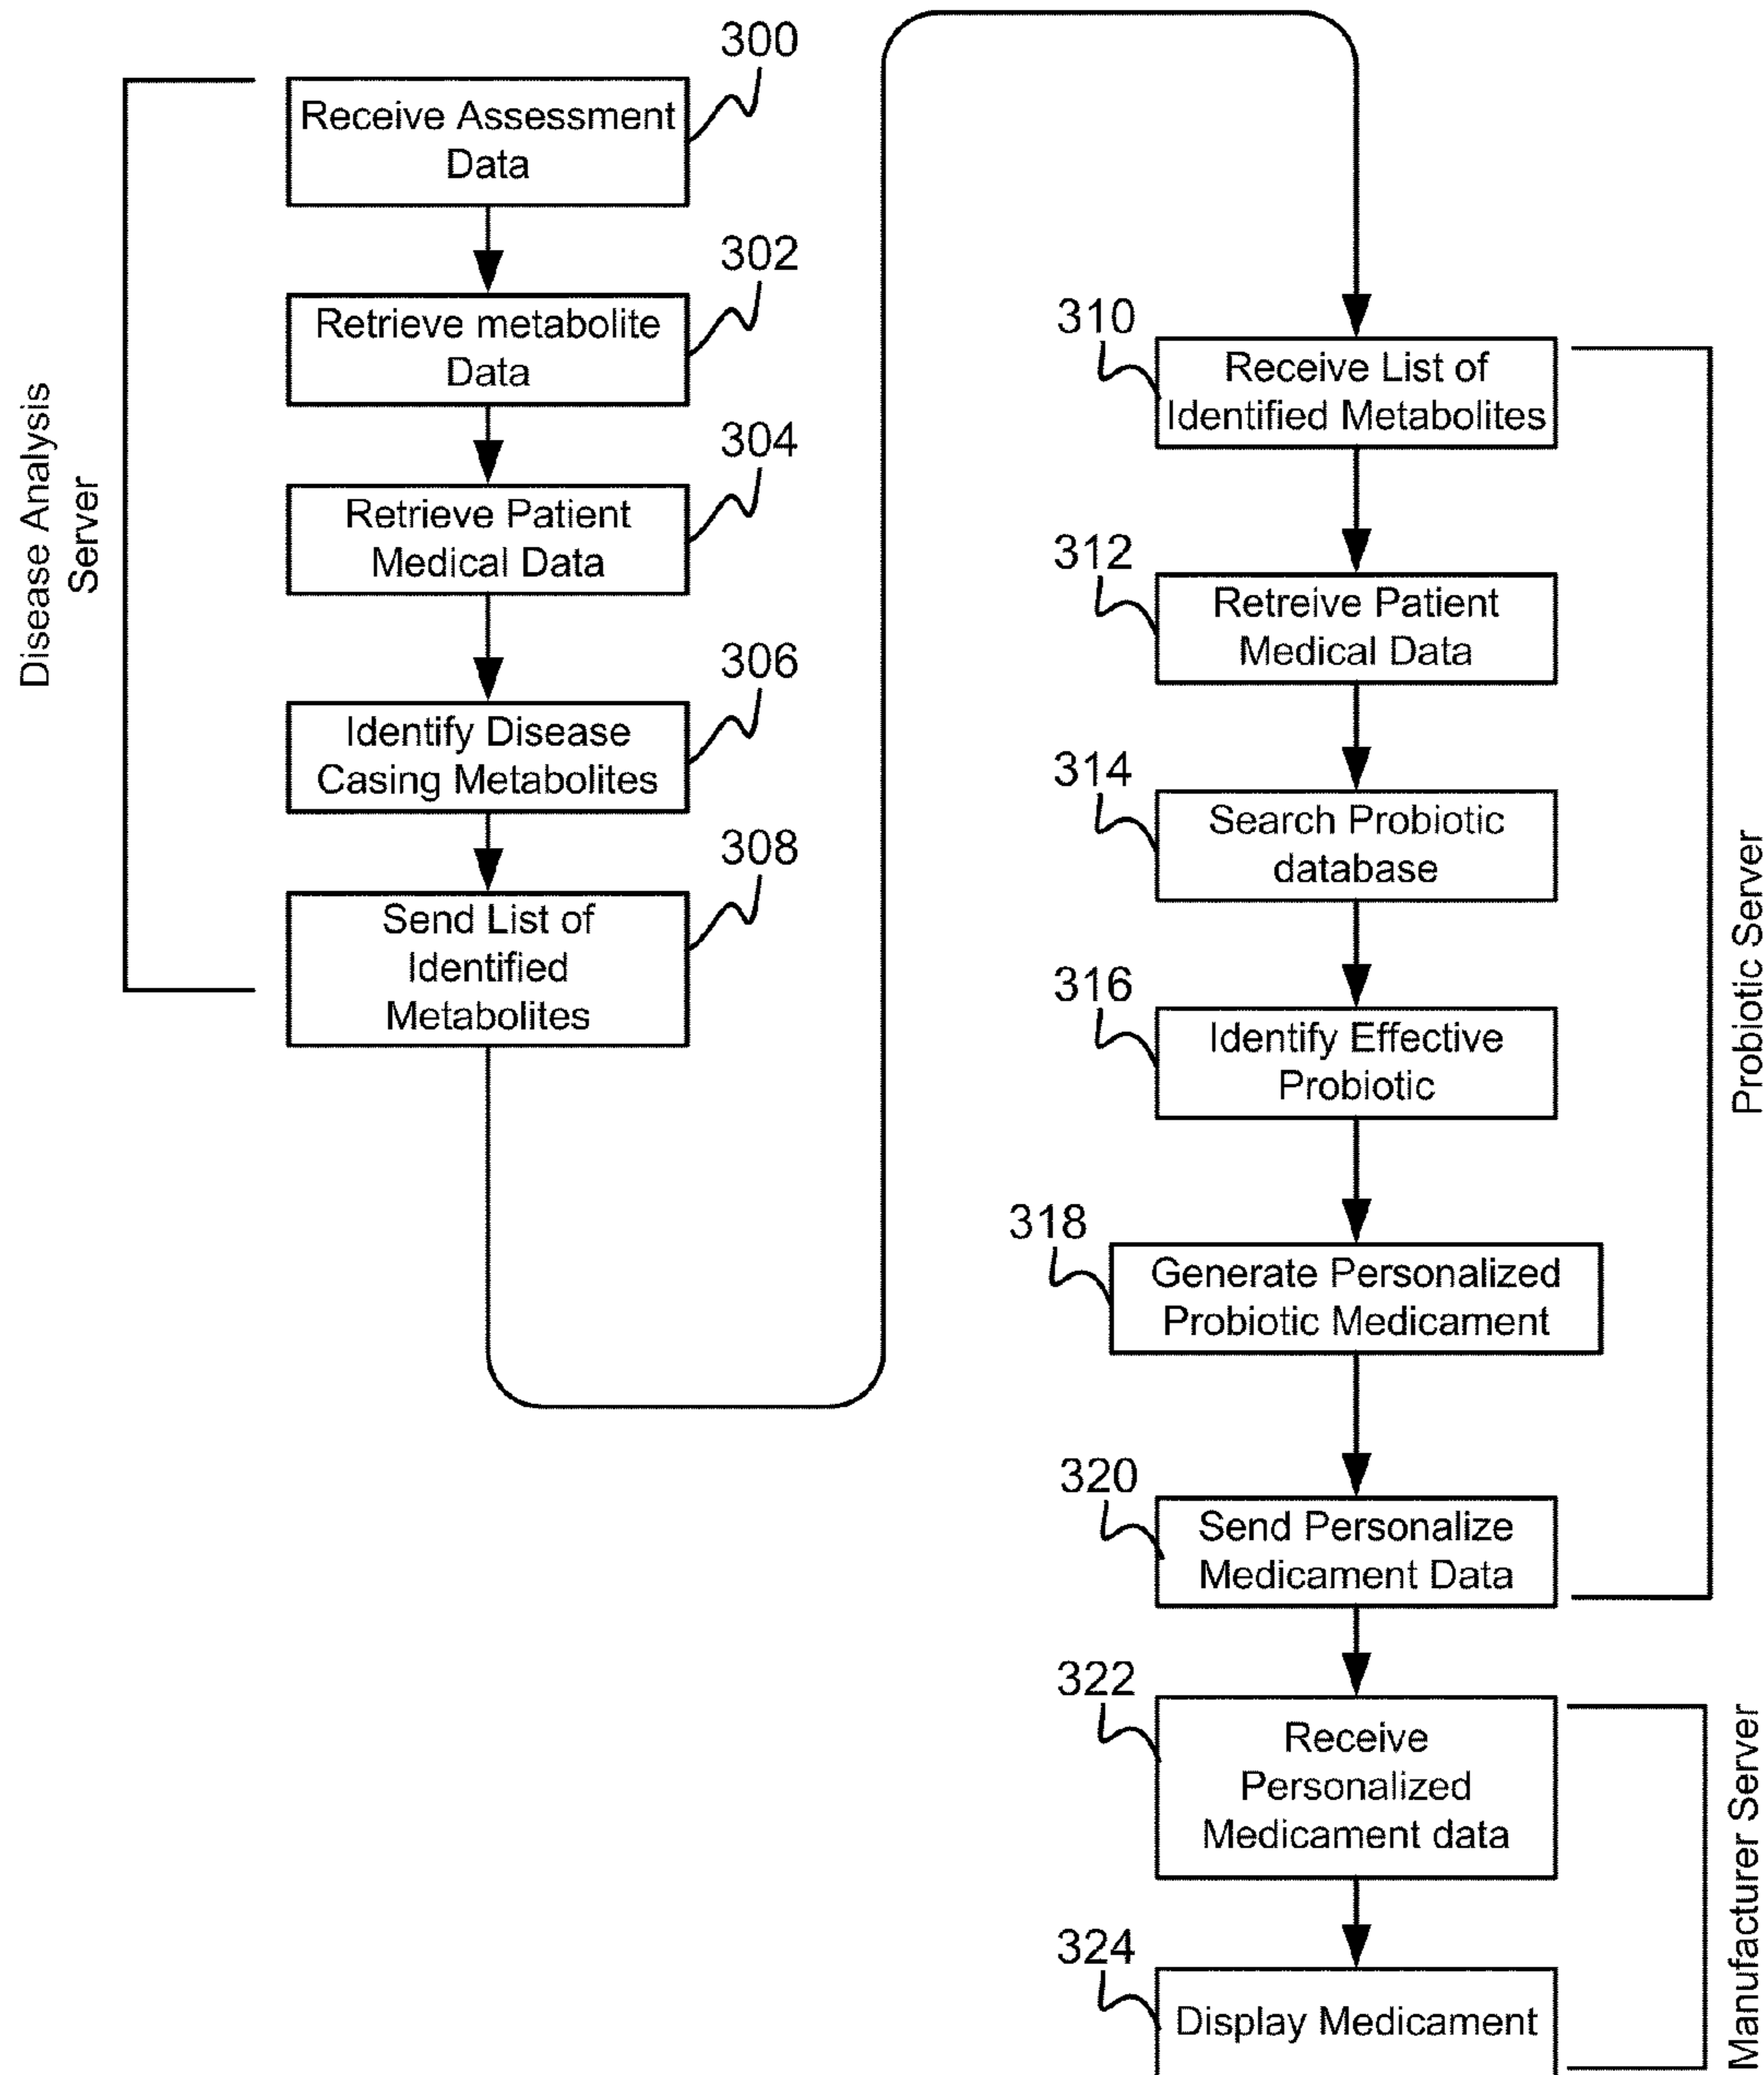 Disease Analysis
Server
300
Receive Assessment
Data
302
Retrieve metabolite
Data
304
Retrieve Patient
Medical Data
306
Identify Disease
Casing Metabolites
308
Send List of
Identified
Metabolites
310
Receive List of
Identified Metabolites
312
Retreive Patient
Medical Data
314
Search Probiotic
database
316
Identify Effective
Probiotic
318
Generate Personalized
Probiotic Medicament
320
Send Personalize
Medicament Data
Probiotic Server
322
Receive
Personalized
Medicament data
324
Display Medicament
Manufacturer Server